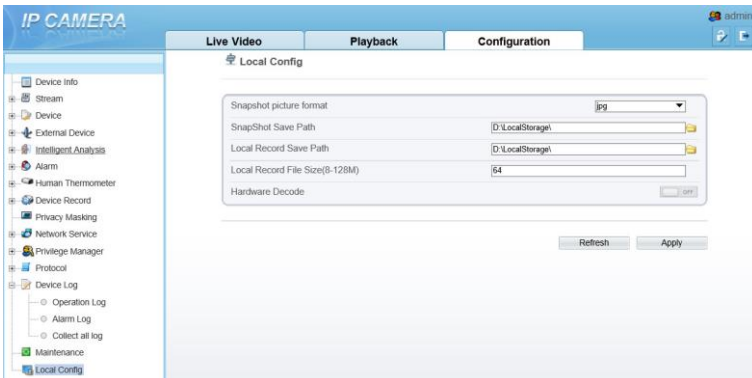 IP CAMERA
admin
Live Video Playback Configuration
Local Config
Device Info
Stream
Device
External Device
Intelligent Analysis
Alarm
Human Thermometer
Device Record
Privacy Masking
Network Service
Privilege Manager
Protocol
Device Log
Operation Log
Alarm Log
Collect all log
Maintenance
Local Config
Snapshot picture format jpg
SnapShot Save Path D:\LocalStorage\
Local Record Save Path D:\LocalStorage\
Local Record File Size(8-128M) 64
Hardware Decode OFF
Refresh Apply